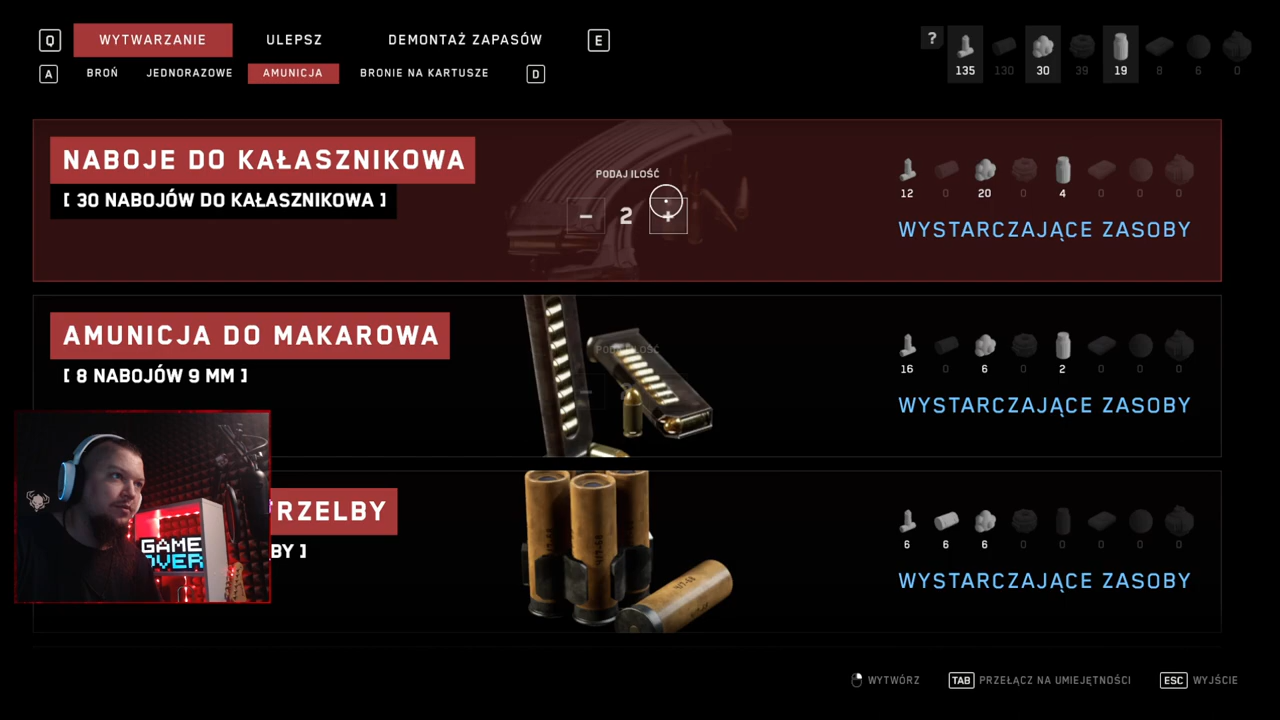 Q WYTWARZANIE ULEPSZ DEMONTAŻ ZAPASÓW E
A BROŃ JEDNORAZOWE AMUNICJA BRONIE NA KARTUSZE D
?
135 130 30 39 19 8 6 0
NABOJE DO KAŁASZNIKOWA
[ 30 NABOJÓW DO KAŁASZNIKOWA ]
PODAJ ILOŚĆ
- 2 +
12 0 20 0 4 0 0 0
WYSTARCZAJĄCE ZASOBY
AMUNICJA DO MAKAROWA
[ 8 NABOJÓW 9 MM ]
PODAJ ILOŚĆ
-
16 0 6 0 2 0 0 0
WYSTARCZAJĄCE ZASOBY
RZELBY
BY ]
6 6 6 0 0 0 0 0
WYSTARCZAJĄCE ZASOBY
GAME
OVER
WYTWÓRZ TAB PRZEŁĄCZ NA UMIEJĘTNOŚCI ESC WYJŚCIE